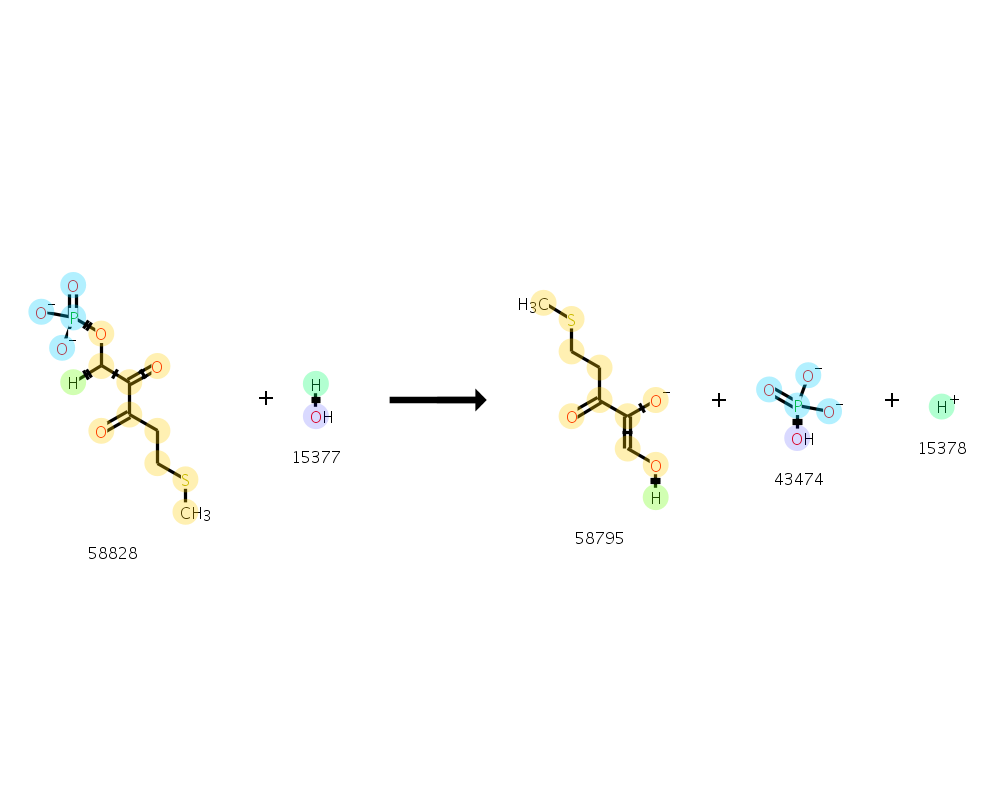 O
O⁻ P O
O⁻
H O
O
S
CH₃
58828
+
H
OH
15377
H₃C
S
O⁻
O
O
H
58795
+
O⁻
O P O⁻
OH
43474
+
H⁺
15378